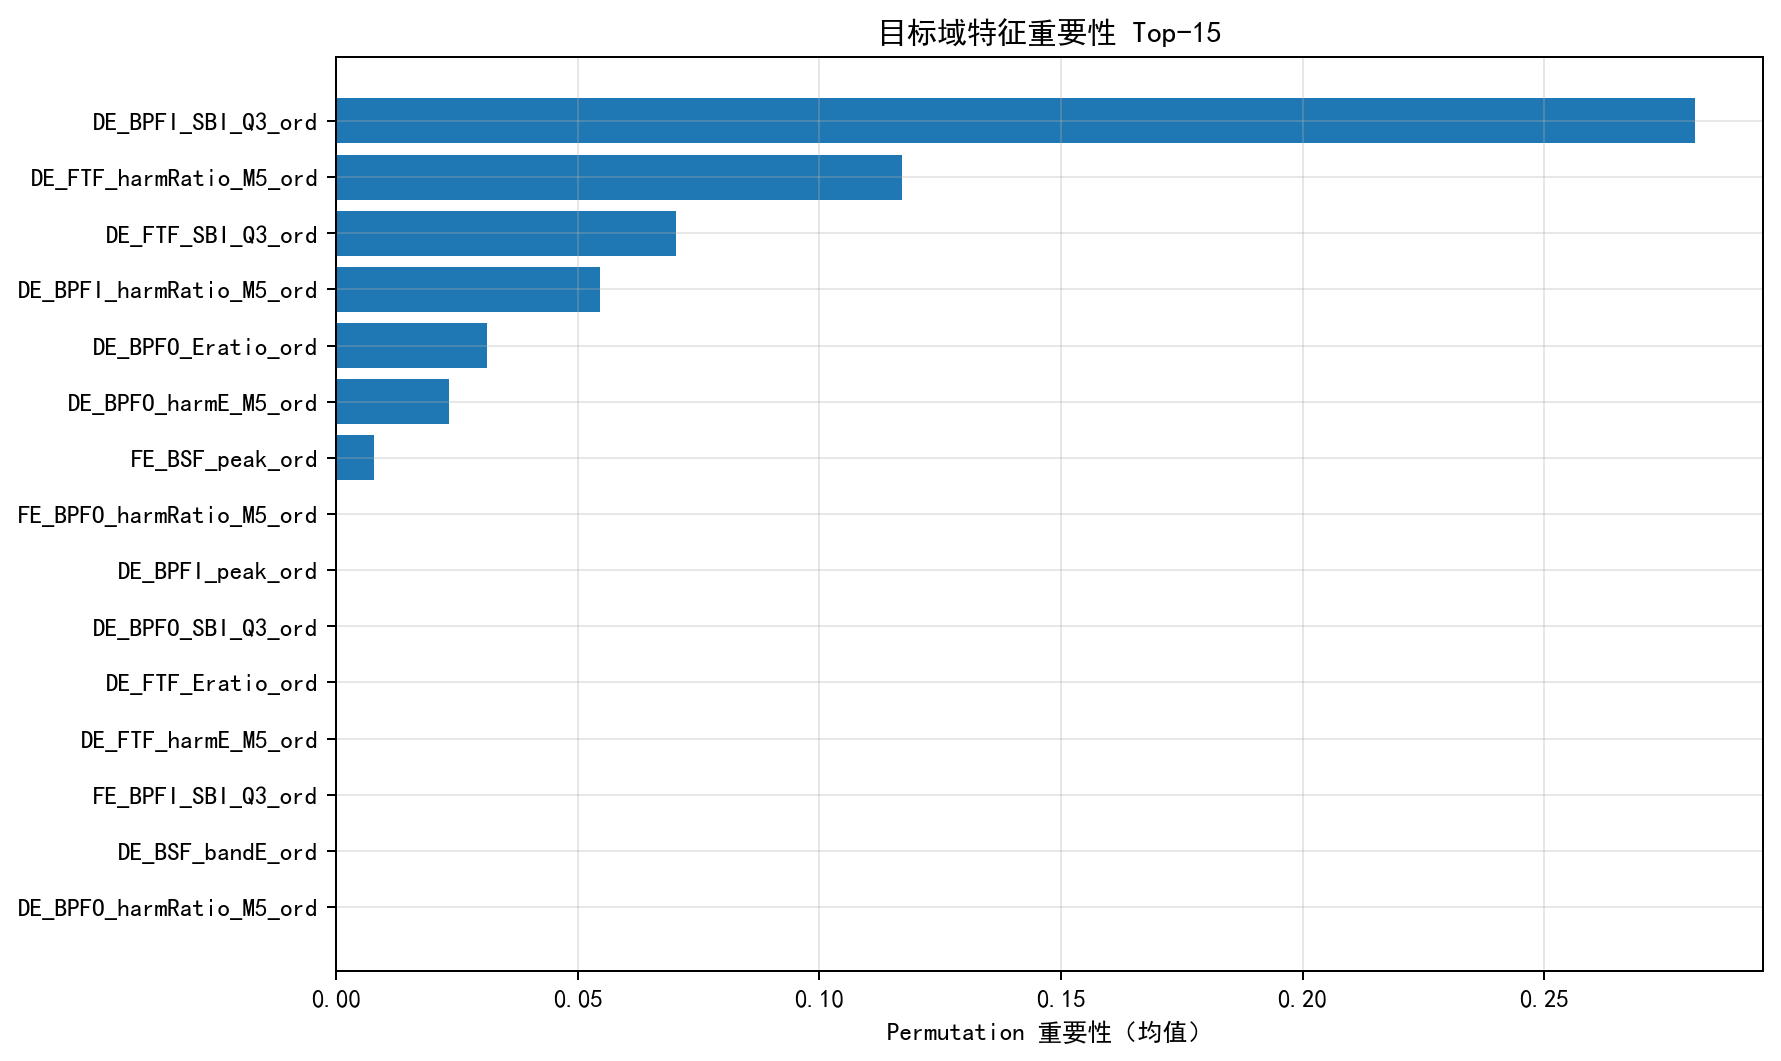 目标域特征重要性 Top-15
DE_BPFI_SBI_Q3_ord
DE_FTF_harmRatio_M5_ord
DE_FTF_SBI_Q3_ord
DE_BPFI_harmRatio_M5_ord
DE_BPFO_Eratio_ord
DE_BPFO_harmE_M5_ord
FE_BSF_peak_ord
FE_BPFO_harmRatio_M5_ord
DE_BPFI_peak_ord
DE_BPFO_SBI_Q3_ord
DE_FTF_Eratio_ord
DE_FTF_harmE_M5_ord
FE_BPFI_SBI_Q3_ord
DE_BSF_bandE_ord
DE_BPFO_harmRatio_M5_ord
0.00 0.05 0.10 0.15 0.20 0.25
Permutation 重要性（均值）